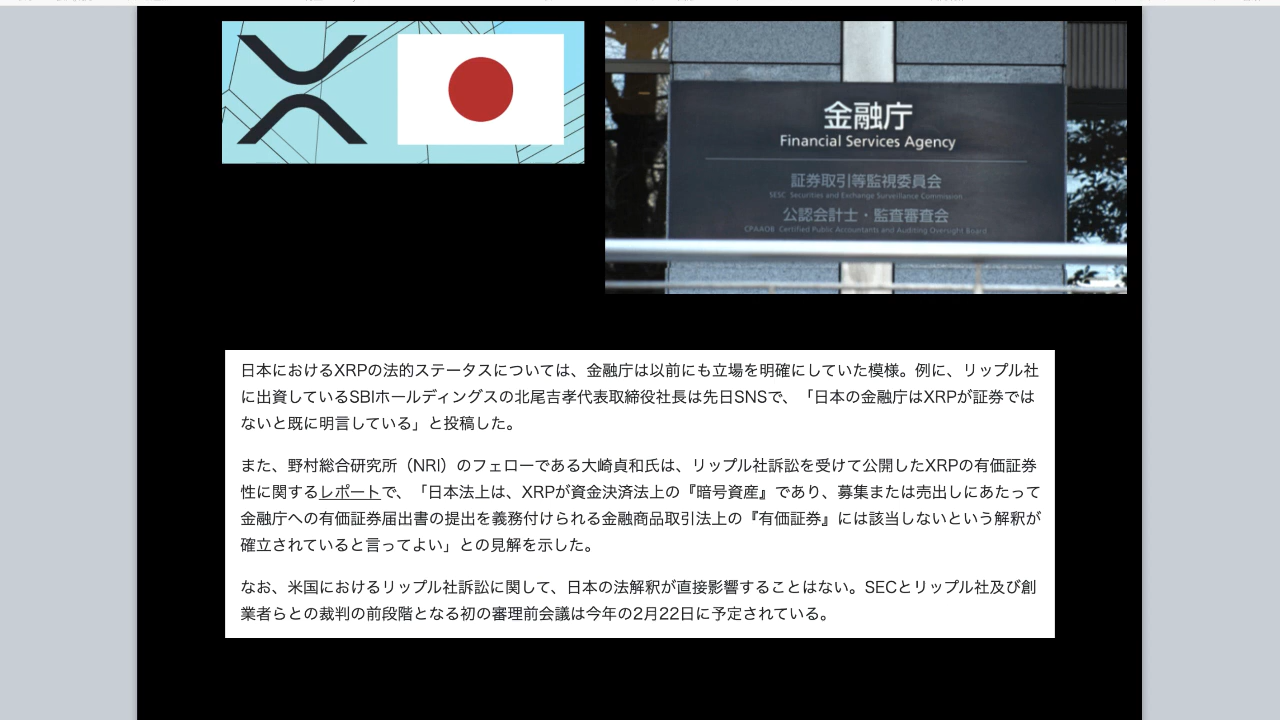 金融庁
Financial Services Agency
証券取引等監視委員会
SESC Securities and Exchange Surveillance Commission
公認会計士・監査審査会
CPAAOB Certified Public Accountants and Auditing Oversight Board
日本におけるXRPの法的ステータスについては、金融庁は以前にも立場を明確にしていた模様。例に、リップル社
に出資しているSBIホールディングスの北尾吉孝代表取締役社長は先日SNSで、「日本の金融庁はXRPが証券では
ないと既に明言している」と投稿した。
また、野村総合研究所（NRI）のフェローである大崎貞和氏は、リップル社訴訟を受けて公開したXRPの有価証券
性に関するレポートで、「日本法上は、XRPが資金決済法上の『暗号資産』であり、募集または売出しにあたって
金融庁への有価証券届出書の提出を義務付けられる金融商品取引法上の『有価証券』には該当しないという解釈が
確立されていると言ってよい」との見解を示した。
なお、米国におけるリップル社訴訟に関して、日本の法解釈が直接影響することはない。SECとリップル社及び創
業者らとの裁判の前段階となる初の審理前会議は今年の2月22日に予定されている。